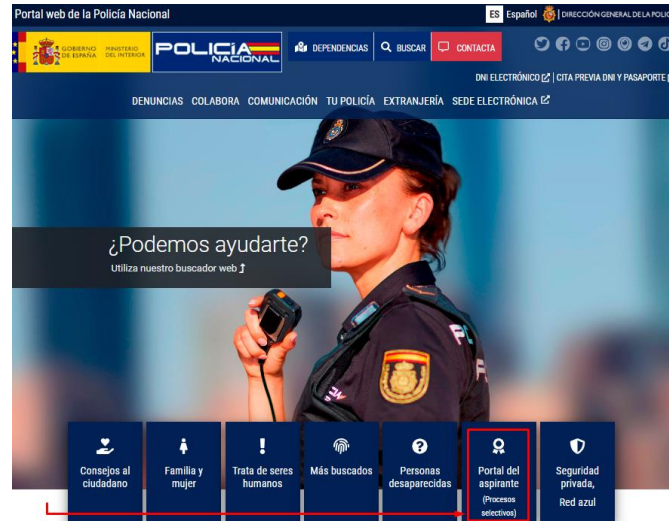 Portal web de la Policía Nacional
ES Español
DIRECCIÓN GENERAL DE LA POLIC
GOBIERNO DE ESPAÑA
MINISTERIO DEL INTERIOR
POLICÍA NACIONAL
DEPENDENCIAS
BUSCAR
CONTACTA
DNI ELECTRÓNICO | CITA PREVIA DNI Y PASAPORTE
DENUNCIAS COLABORA COMUNICACIÓN TU POLICÍA EXTRANJERÍA SEDE ELECTRÓNICA
¿Podemos ayudarte?
Utiliza nuestro buscador web
Consejos al
ciudadano
Familia y
mujer
Trata de seres
humanos
Más buscados
Personas
desaparecidas
Portal del
aspirante
(Procesos
selectivos)
Seguridad
privada,
Red azul